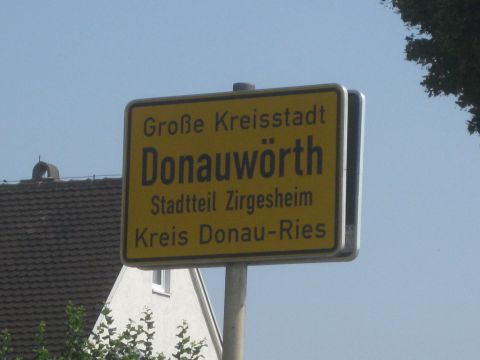 Große Kreisstadt
Donauwörth
Stadtteil Zirgesheim
Kreis Donau-Ries